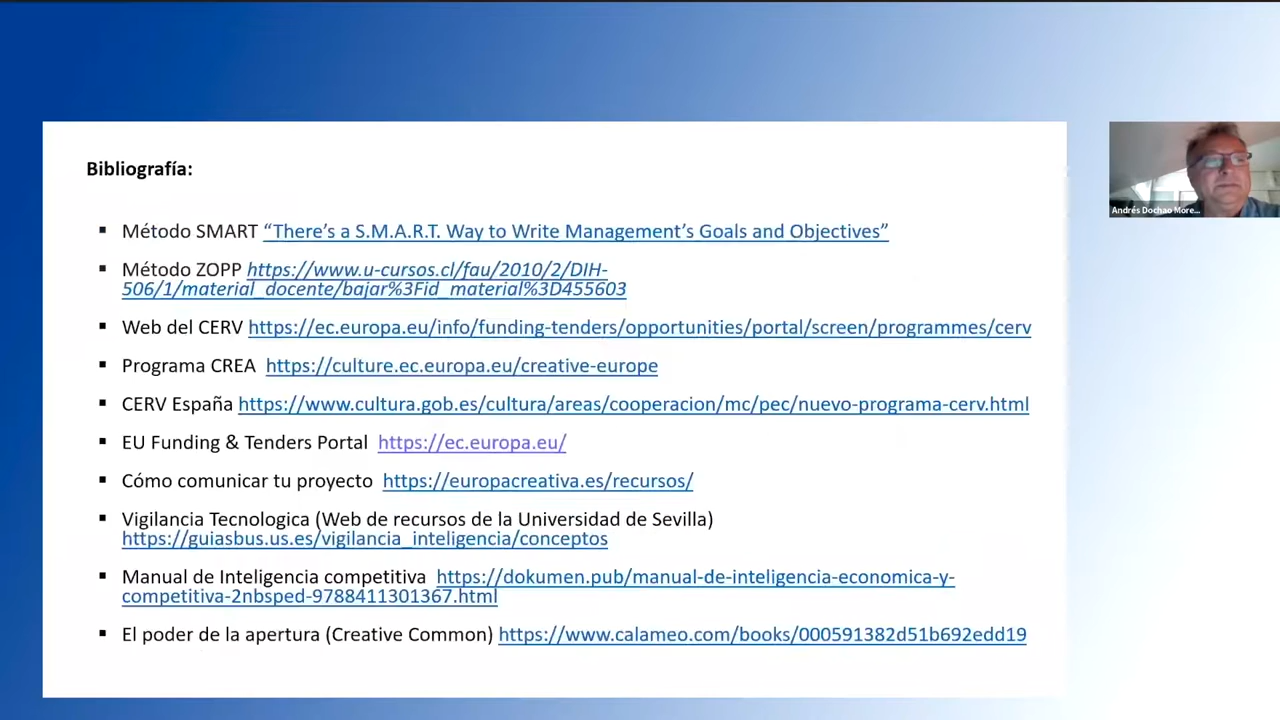 Bibliografía:
▪ Método SMART “There’s a S.M.A.R.T. Way to Write Management’s Goals and Objectives”
▪ Método ZOPP https://www.u-cursos.cl/fau/2010/2/DIH-
506/1/material_docente/bajar%3Fid_material%3D455603
▪ Web del CERV https://ec.europa.eu/info/funding-tenders/opportunities/portal/screen/programmes/cerv
▪ Programa CREA https://culture.ec.europa.eu/creative-europe
▪ CERV España https://www.cultura.gob.es/cultura/areas/cooperacion/mc/pec/nuevo-programa-cerv.html
▪ EU Funding & Tenders Portal https://ec.europa.eu/
▪ Cómo comunicar tu proyecto https://europacreativa.es/recursos/
▪ Vigilancia Tecnologica (Web de recursos de la Universidad de Sevilla)
https://guiasbus.us.es/vigilancia_inteligencia/conceptos
▪ Manual de Inteligencia competitiva https://dokumen.pub/manual-de-inteligencia-economica-y-
competitiva-2nbsped-9788411301367.html
▪ El poder de la apertura (Creative Common) https://www.calameo.com/books/000591382d51b692edd19
Andrés Dochao More...